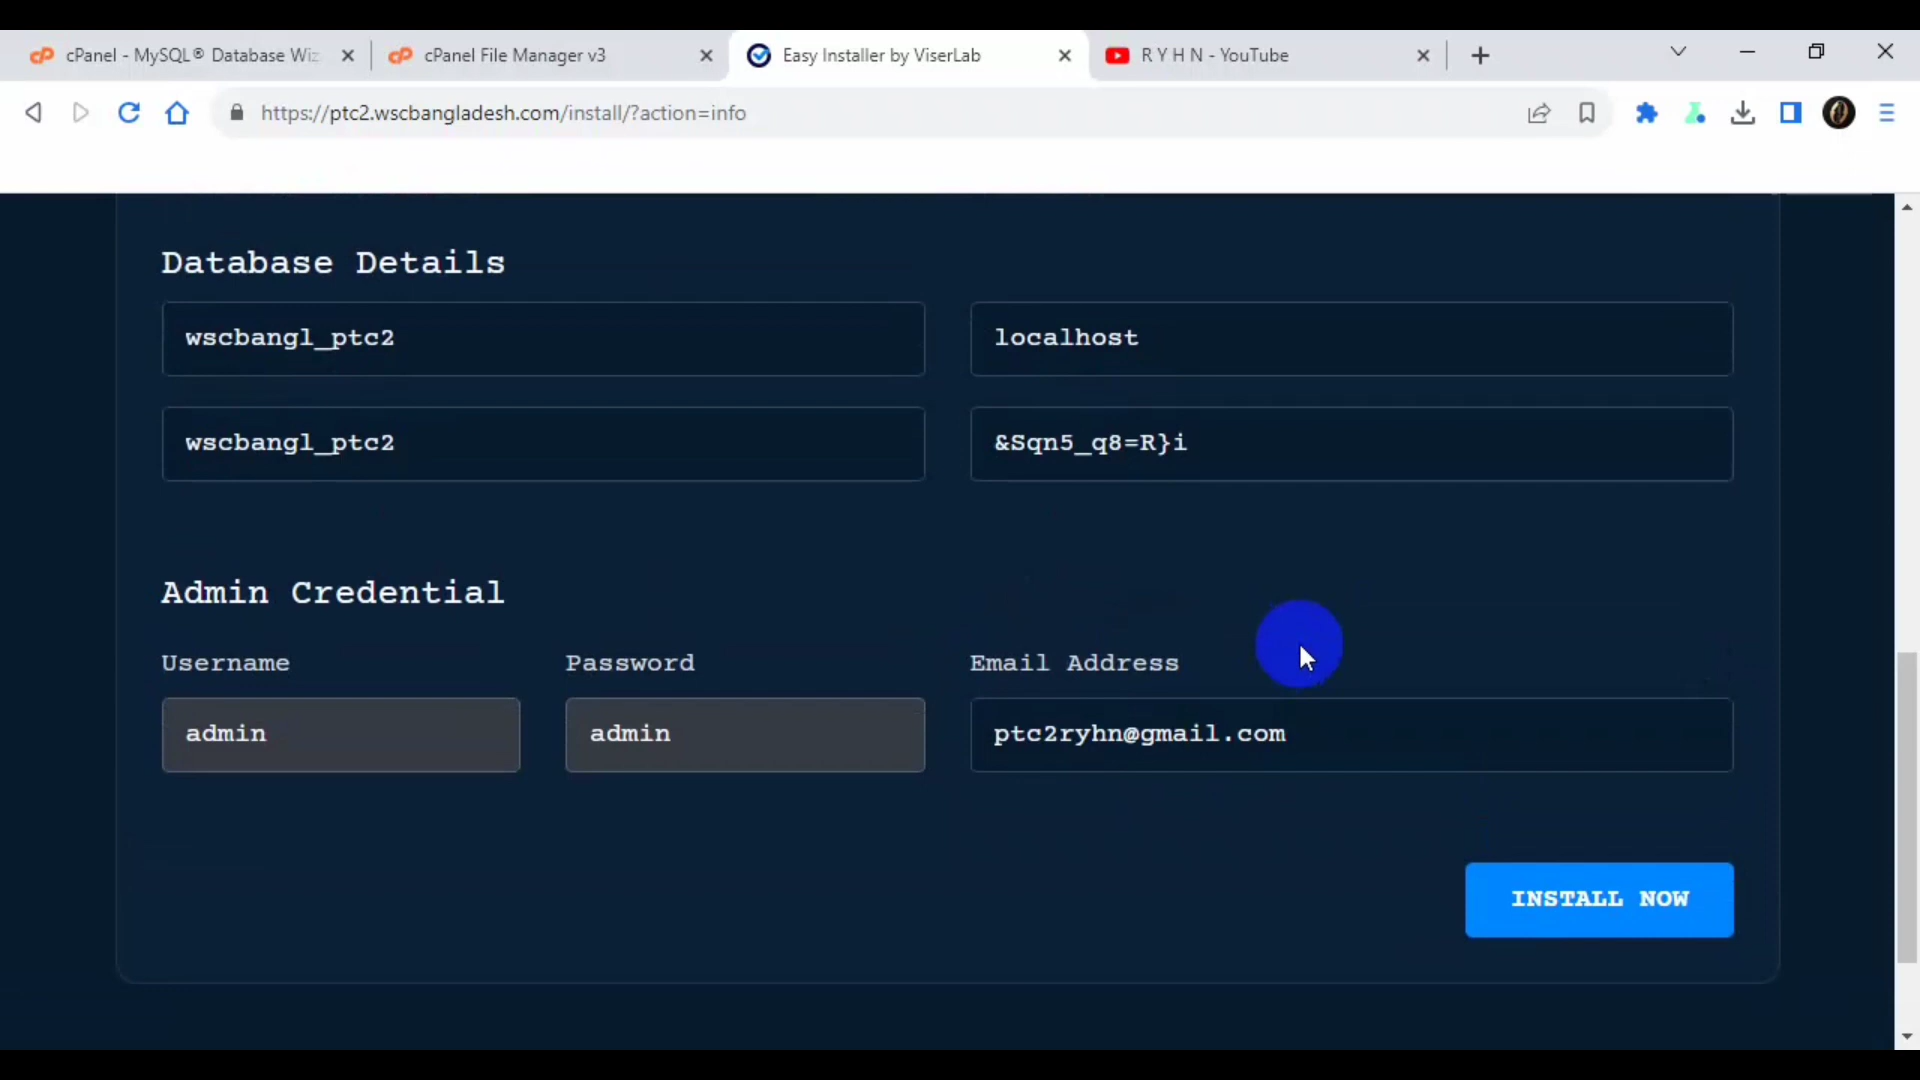 cPanel - MySQL® Database Wiz
cPanel File Manager v3
Easy Installer by ViserLab
R Y H N - YouTube
https://ptc2.wscbangladesh.com/install/?action=info
Database Details
wscbangl_ptc2
localhost
wscbangl_ptc2
&Sqn5_q8=R}i
Admin Credential
Username
Password
Email Address
admin
admin
ptc2ryhn@gmail.com
INSTALL NOW